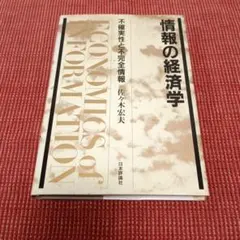 情報の経済学
不確実性と不完全情報
佐々木宏夫
ECONOMICS of
INFORMATION
日本評論社